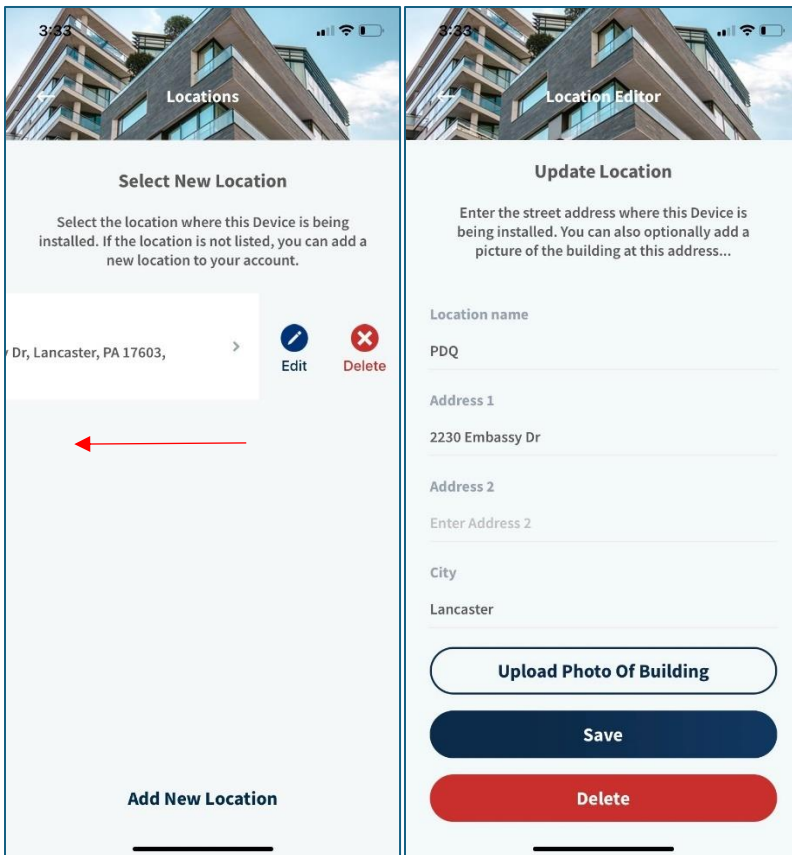 3:33
Locations
Select New Location
Select the location where this Device is being
installed. If the location is not listed, you can add a
new location to your account.
Dr, Lancaster, PA 17603,
Edit
Delete
Add New Location
3:33
Location Editor
Update Location
Enter the street address where this Device is
being installed. You can also optionally add a
picture of the building at this address...
Location name
PDQ
Address 1
2230 Embassy Dr
Address 2
Enter Address 2
City
Lancaster
Upload Photo Of Building
Save
Delete